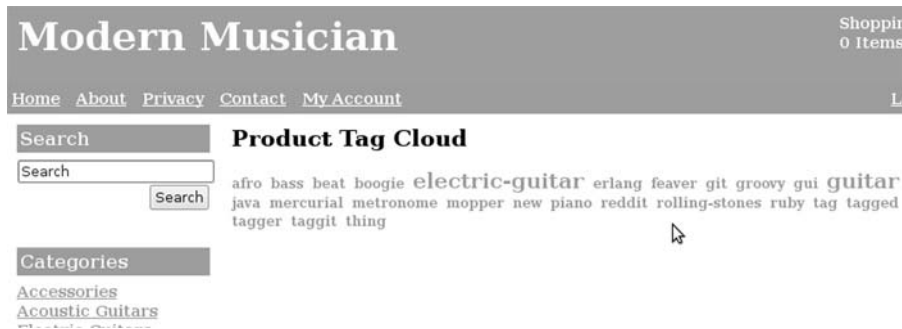 Modern Musician
0 Items
Home About Privacy Contact My Account
Search
Search
Search
Categories
Accessories
Acoustic Guitars
Product Tag Cloud
afro bass beat boogie electric-guitar erlang feaver git groovy gui guitar
java mercurial metronome mopper new piano reddit rolling-stones ruby tag tagged
tagger taggit thing